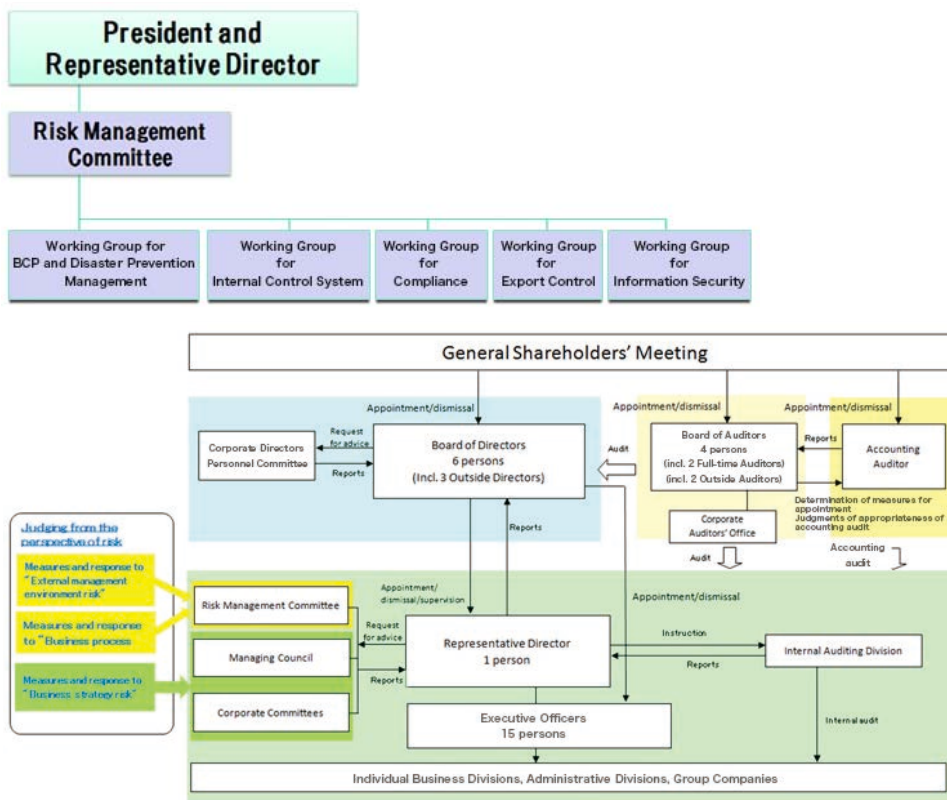 President and
Representative Director
Risk Management
Committee
Working Group for
BCP and Disaster Prevention
Management
Working Group
for
Internal Control System
Working Group
for
Compliance
Working Group
for
Export Control
Working Group
for
Information Security
General Shareholders' Meeting
Appointment/dismissal
Appointment/dismissal
Appointment/dismissal
Corporate Directors
Personnel Committee
Request
for advice
Reports
Board of Directors
6 persons
(Incl. 3 Outside Directors)
Audit
Board of Auditors
4 persons
(incl. 2 Full-time Auditors)
(incl. 2 Outside Auditors)
Reports
Accounting
Auditor
Determination of measures for
appointment
Judgments of appropriateness of
accounting audit
Corporate
Auditors' Office
Reports
Audit
Accounting
audit
Judging from the
perspective of risk
Measures and response to
"External management
environment risk"
Measures and response
to "Business process
Measures and response to
"Business strategy risk"
Risk Management Committee
Managing Council
Corporate Committees
Appointment/
dismissal/supervision
Appointment/dismissal
Request
for advice
Reports
Representative Director
1 person
Instruction
Reports
Internal Auditing Division
Executive Officers
15 persons
Internal audit
Individual Business Divisions, Administrative Divisions, Group Companies